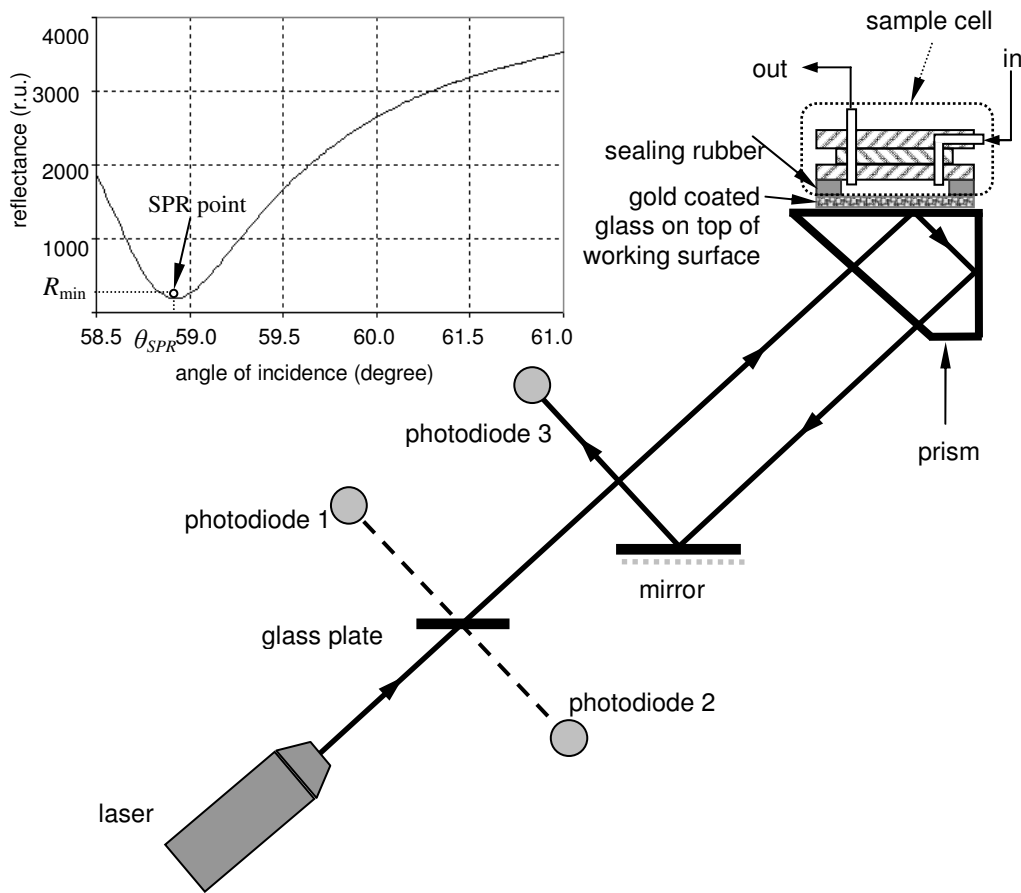 4000
3000
2000
1000
reflectance (r.u.)
SPR point
Rmin
58.5 θSPR 59.0 59.5 60.0 61.5 61.0
angle of incidence (degree)
sample cell
out
in
sealing rubber
gold coated
glass on top of
working surface
prism
photodiode 3
photodiode 1
mirror
glass plate
photodiode 2
laser